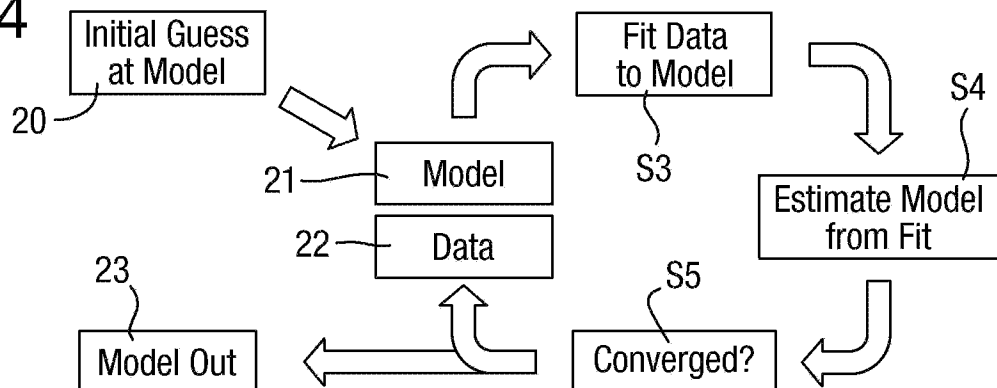 4
Initial Guess
at Model
20
Fit Data
to Model
S3
S4
21
Model
22
Data
Estimate Model
from Fit
23
S5
Model Out
Converged?